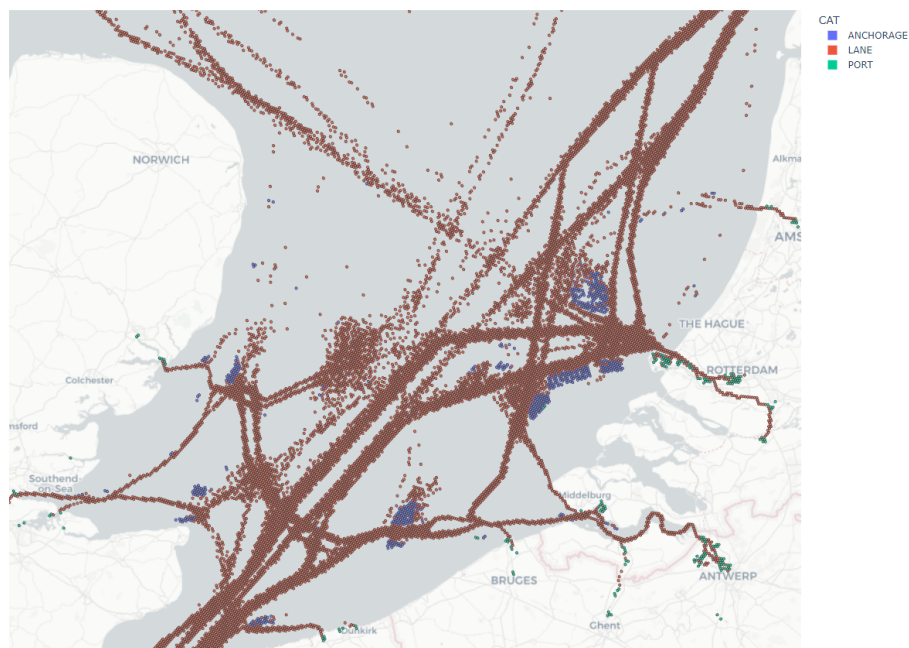 CAT
ANCHORAGE
LANE
PORT
NORWICH
Alkma
AMS
THE HAGUE
ROTTERDAM
Colchester
msford
Southend
-on-Sea
Middelburg
ANTWERP
BRUGES
Ghent
Dunkirk